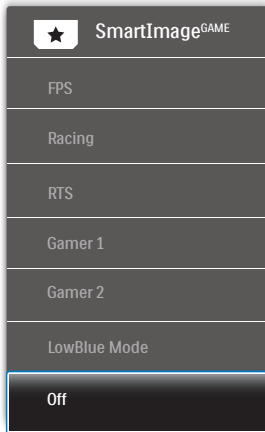 SmartImageGAME
FPS
Racing
RTS
Gamer 1
Gamer 2
LowBlue Mode
Off